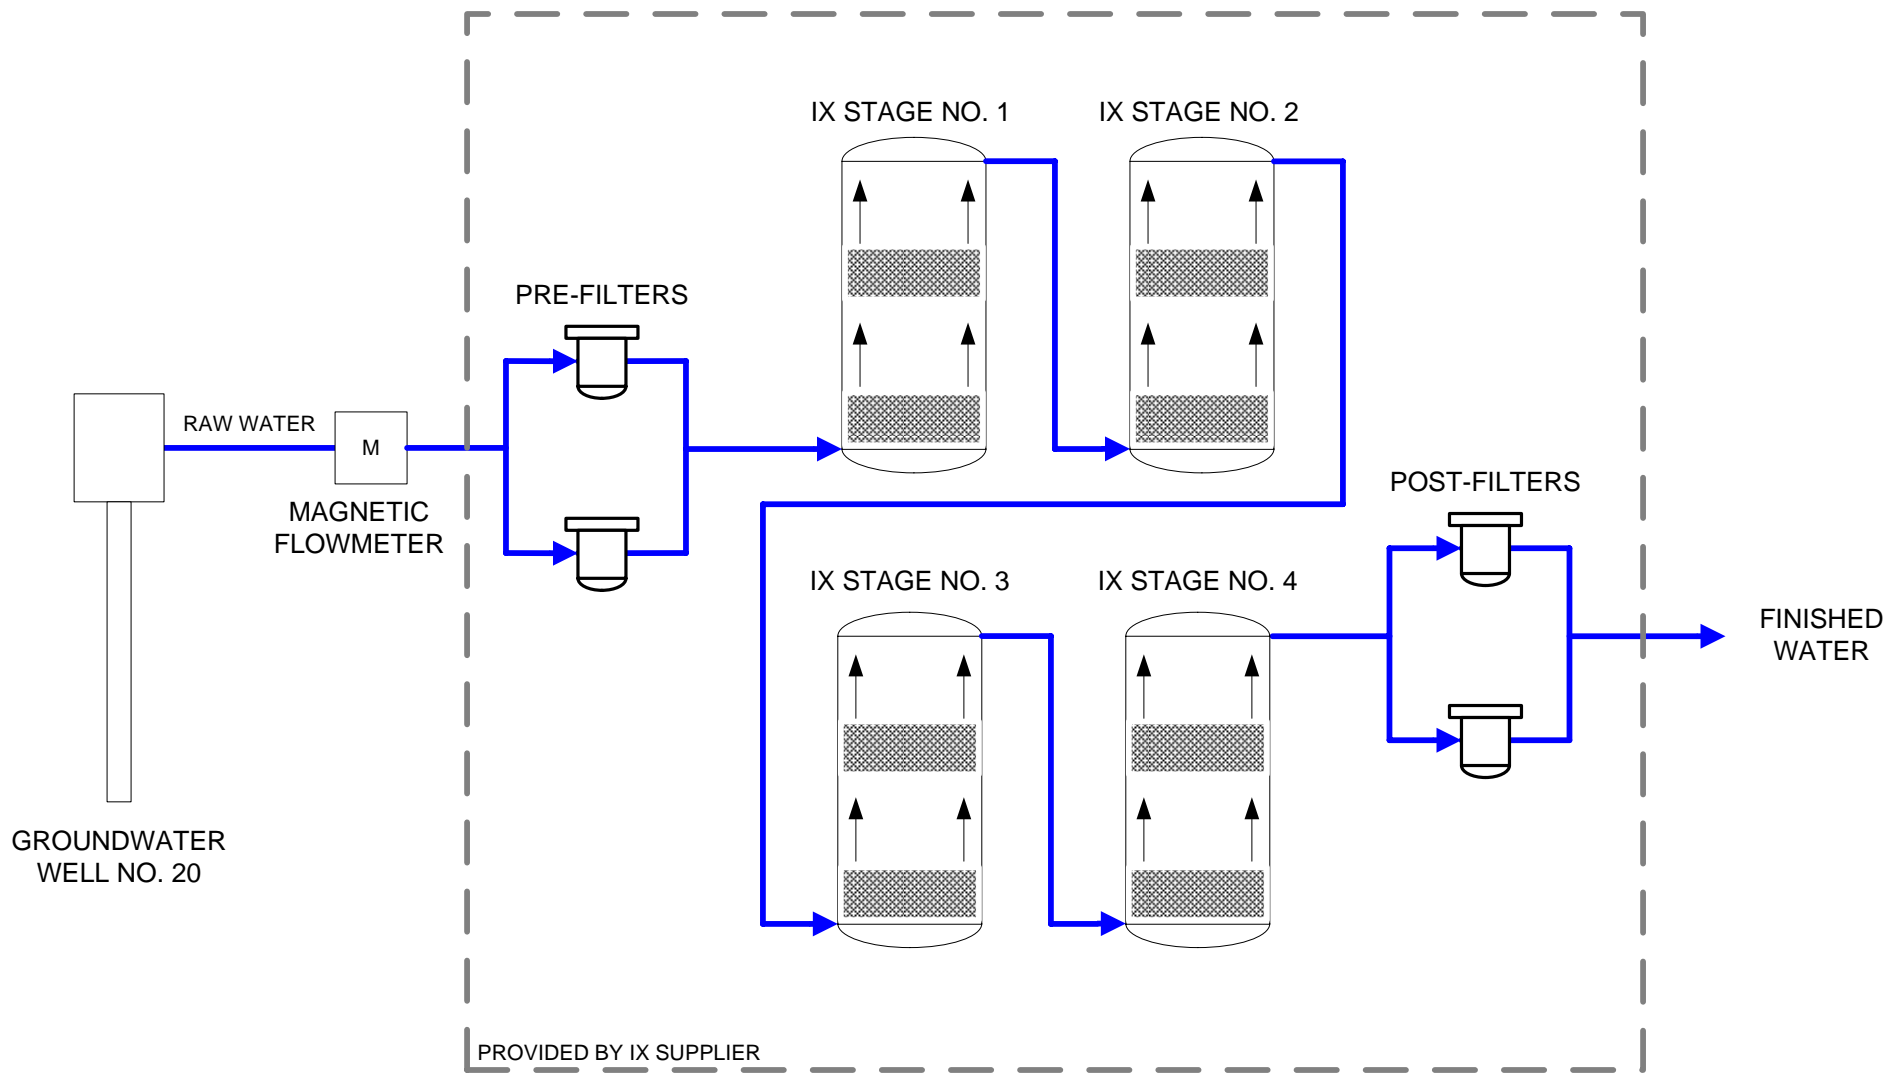 IX STAGE NO. 1
IX STAGE NO. 2
PRE-FILTERS
RAW WATER
M
MAGNETIC
FLOWMETER
POST-FILTERS
IX STAGE NO. 3
IX STAGE NO. 4
FINISHED
WATER
GROUNDWATER
WELL NO. 20
PROVIDED BY IX SUPPLIER